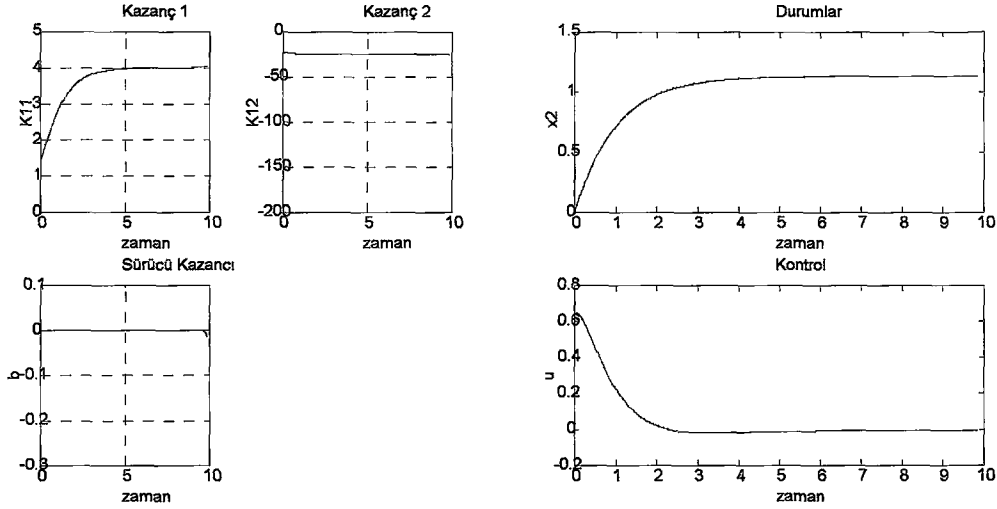 Kazanç 1
5
4
3
2
1
0
K11
0
5
10
zaman
Kazanç 2
0
-50
-100
-150
-200
K12
0
5
10
zaman
Durumlar
1.5
1
0.5
0
x2
0 1 2 3 4 5 6 7 8 9 10
zaman
Sürücü Kazancı
0.1
0
-0.1
-0.2
-0.3
b
0
5
10
zaman
Kontrol
0.8
0.6
0.4
0.2
0
-0.2
u
0 1 2 3 4 5 6 7 8 9 10
zaman